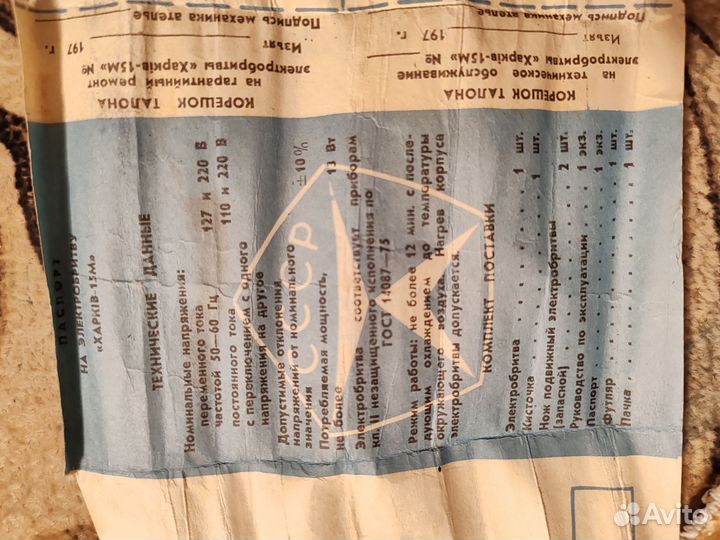 КОРЕШОК ТАЛОНА
на гарантийный ремонт
электробритвы «Харків-15М» №
Изъят 197 г.
Подпись механика ателье
КОРЕШОК ТАЛОНА
на техническое обслуживание
электробритвы «Харків-15М» №
Изъят 197 г.
Подпись механика ателье
ПАСПОРТ
НА ЭЛЕКТРОБРИТВУ
«ХАРКІВ-15М»
ТЕХНИЧЕСКИЕ ДАННЫЕ
Номинальные напряжения:
переменного тока 127 и 220 В
частотой 50—60 Гц
постоянного тока 110 и 220 В
с переключением с одного
напряжения на другое
Допустимые отклонения
напряжений от номинального
значения ±10%
Потребляемая мощность,
не более 13 Вт
Электробритва соответствует приборам
кл. II незащищенного исполнения по
ГОСТ 14087—75
Режим работы: не более 12 мин. с после-
дующим охлаждением до температуры
окружающего воздуха. Нагрев корпуса
электробритвы допускается.
КОМПЛЕКТ ПОСТАВКИ
Электробритва . . . . . . . . 1 шт.
Кисточка . . . . . . . . 1 шт.
Нож подвижный электробритвы
(запасной) . . . . . . . . 2 шт.
Руководство по эксплуатации . . 1 экз.
Паспорт . . . . . . . . 1 экз.
Футляр . . . . . . . . 1 шт.
Пачка . . . . . . . . 1 шт.
СССР
Avito